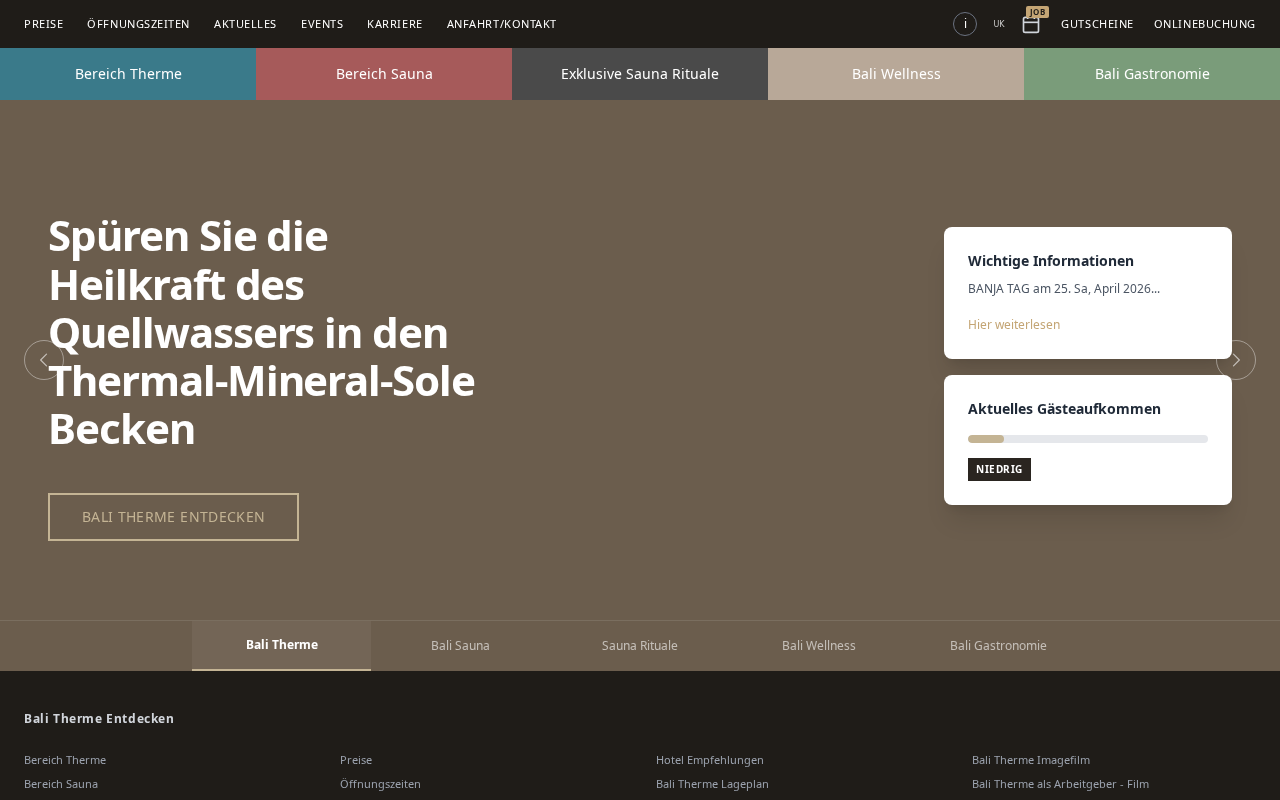 PREISE ÖFFNUNGSZEITEN AKTUELLES EVENTS KARRIERE ANFAHRT/KONTAKT i UK JOB GUTSCHEINE ONLINEBUCHUNG
Bereich Therme Bereich Sauna Exklusive Sauna Rituale Bali Wellness Bali Gastronomie
Spüren Sie die
Heilkraft des
Quellwassers in den
Thermal-Mineral-Sole
Becken
BALI THERME ENTDECKEN
Wichtige Informationen
BANJA TAG am 25. Sa, April 2026...
Hier weiterlesen
Aktuelles Gästeaufkommen
NIEDRIG
Bali Therme Bali Sauna Sauna Rituale Bali Wellness Bali Gastronomie
Bali Therme Entdecken
Bereich Therme Preise Hotel Empfehlungen Bali Therme Imagefilm
Bereich Sauna Öffnungszeiten Bali Therme Lageplan Bali Therme als Arbeitgeber - Film